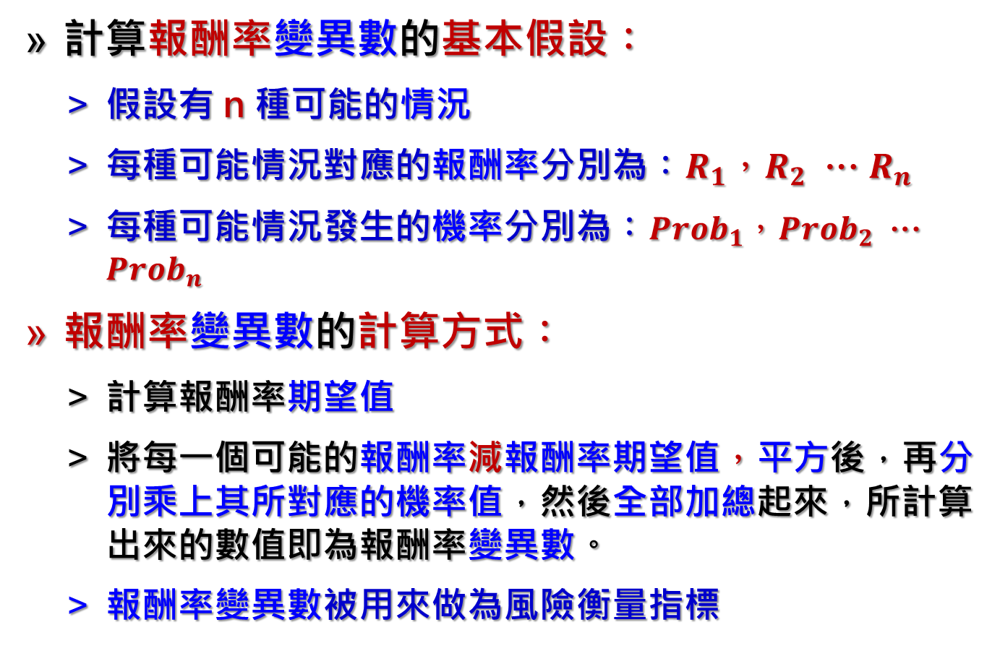 » 計算報酬率變異數的基本假設：
> 假設有 n 種可能的情況
> 每種可能情況對應的報酬率分別為：R₁，R₂ ⋯ Rₙ
> 每種可能情況發生的機率分別為：Prob₁，Prob₂ ⋯
Probₙ
» 報酬率變異數的計算方式：
> 計算報酬率期望值
> 將每一個可能的報酬率減報酬率期望值，平方後，再分
別乘上其所對應的機率值，然後全部加總起來，所計算
出來的數值即為報酬率變異數。
> 報酬率變異數被用來做為風險衡量指標